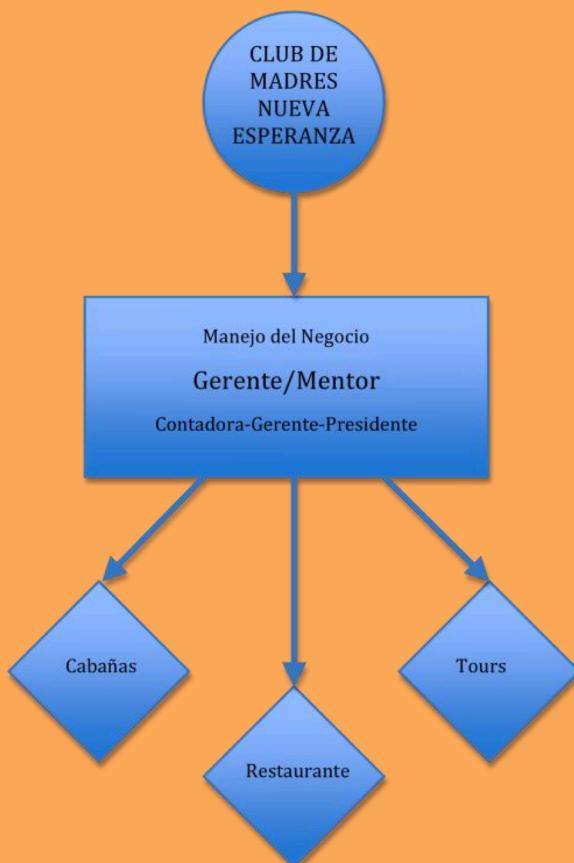 CLUB DE
MADRES
NUEVA
ESPERANZA
Manejo del Negocio
Gerente/Mentor
Contadora-Gerente-Presidente
Cabañas
Tours
Restaurante